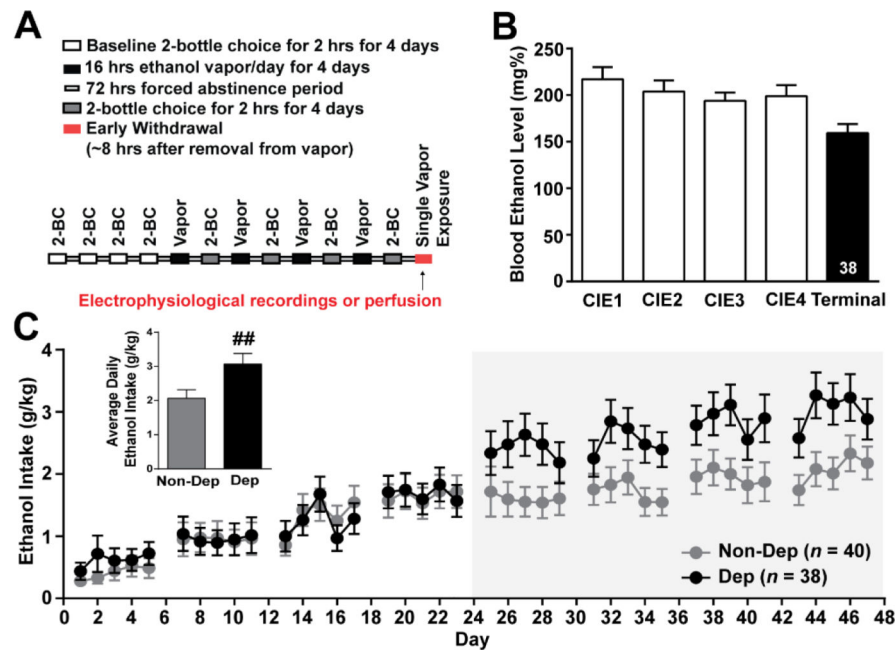 A
Baseline 2-bottle choice for 2 hrs for 4 days
16 hrs ethanol vapor/day for 4 days
72 hrs forced abstinence period
2-bottle choice for 2 hrs for 4 days
Early Withdrawal
(~8 hrs after removal from vapor)
2-BC
2-BC
2-BC
2-BC
Vapor
2-BC
Vapor
2-BC
Vapor
2-BC
Vapor
2-BC
Single Vapor
Exposure
Electrophysiological recordings or perfusion
B
Blood Ethanol Level (mg%)
250
200
150
100
50
0
38
CIE1 CIE2 CIE3 CIE4 Terminal
C
Ethanol Intake (g/kg)
4
3
2
1
0
Average Daily
Ethanol Intake (g/kg)
4
3
2
1
0
##
Non-Dep Dep
Non-Dep (n = 40)
Dep (n = 38)
0 2 4 6 8 10 12 14 16 18 20 22 24 26 28 30 32 34 36 38 40 42 44 46 48
Day